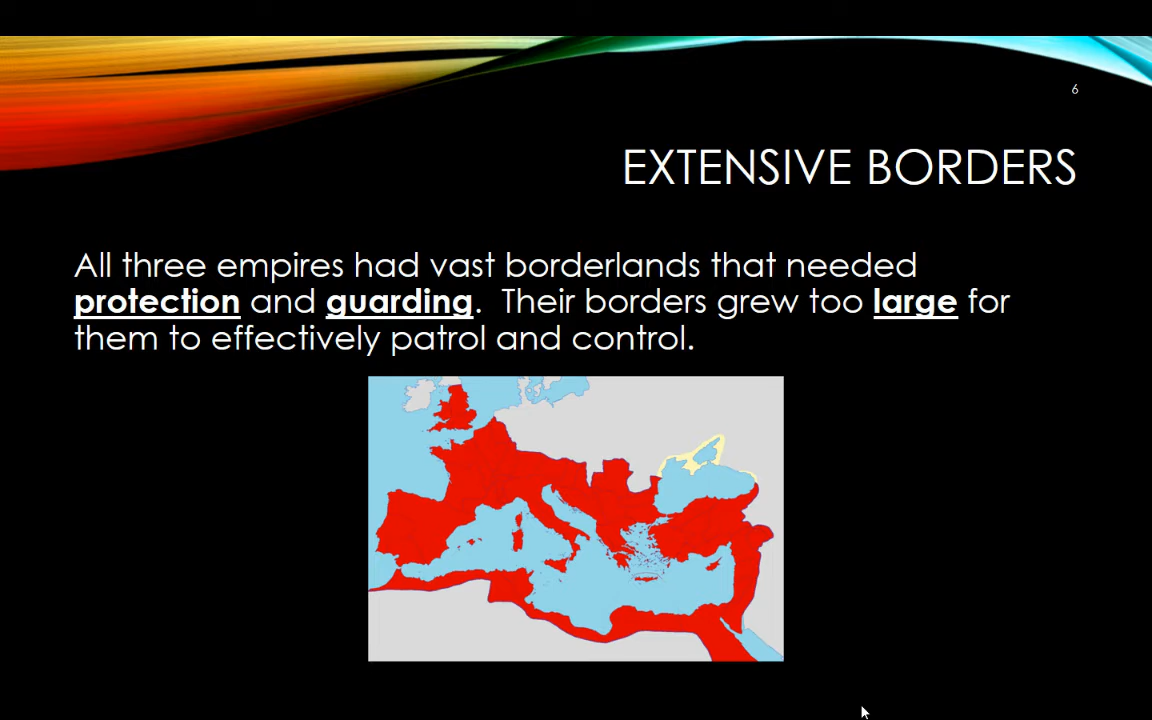 6
EXTENSIVE BORDERS
All three empires had vast borderlands that needed
protection and guarding.  Their borders grew too large for
them to effectively patrol and control.